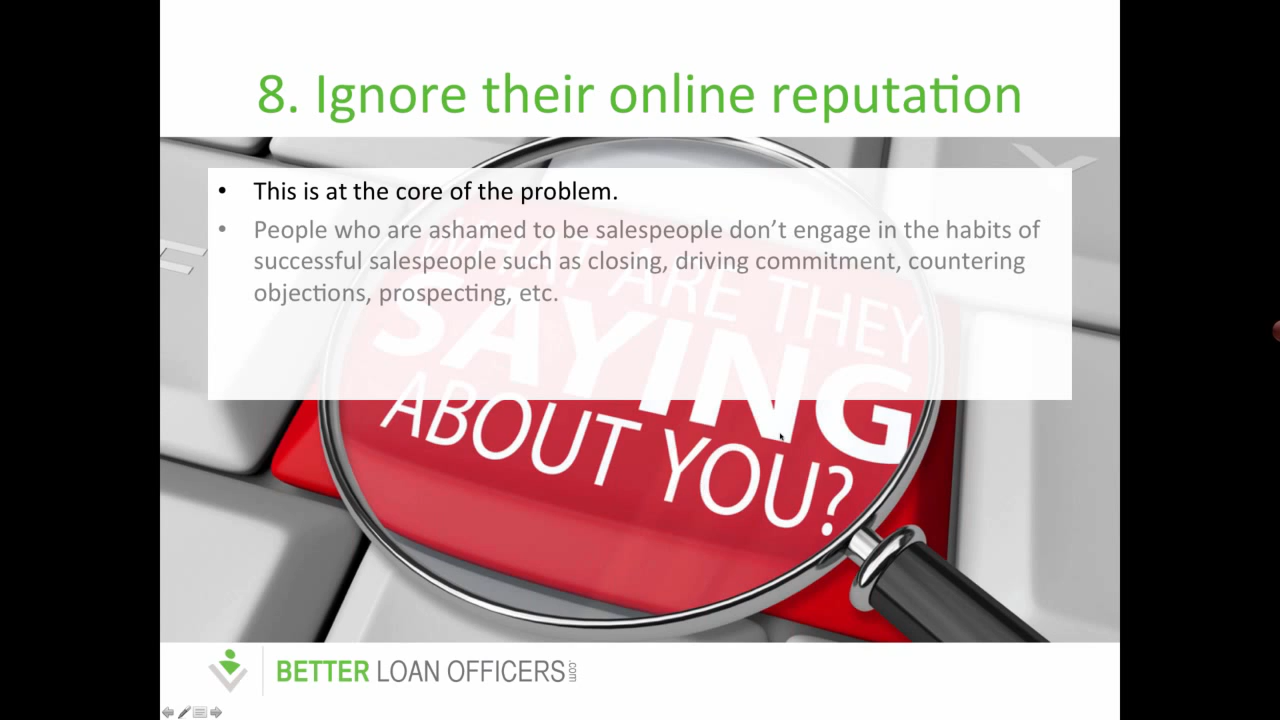 8. Ignore their online reputation
• This is at the core of the problem.
• People who are ashamed to be salespeople don't engage in the habits of
successful salespeople such as closing, driving commitment, countering
objections, prospecting, etc.
WHAT ARE THEY
SAYING
ABOUT YOU?
BETTER LOAN OFFICERS.com